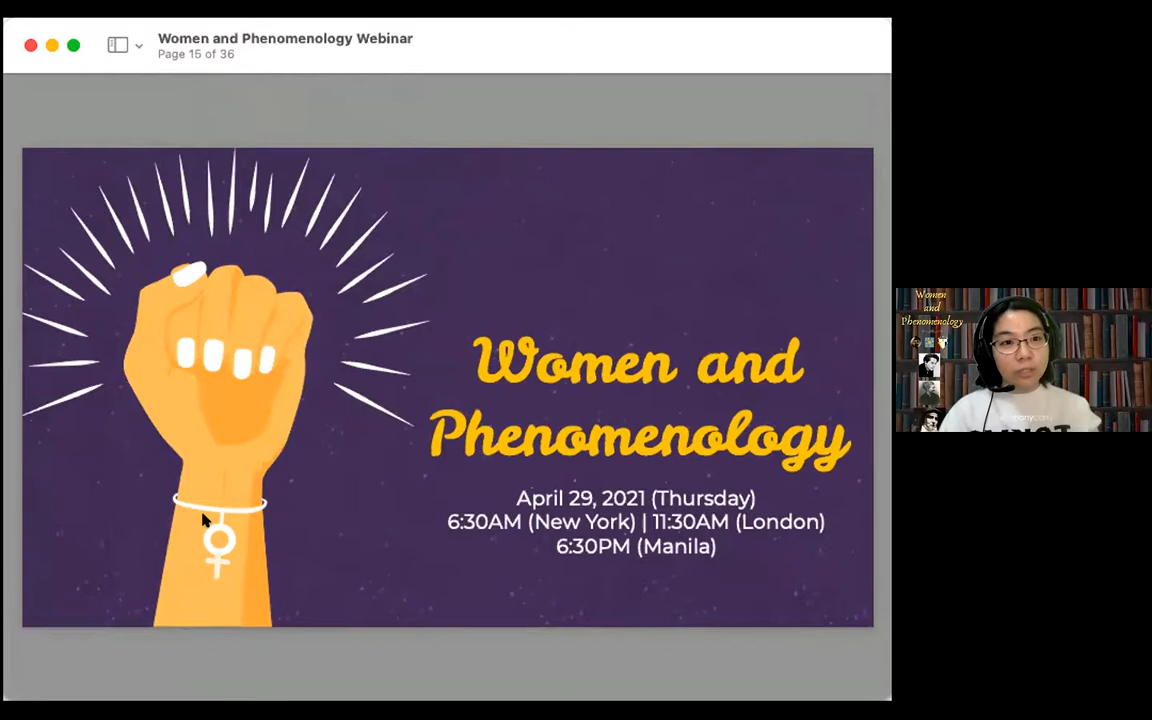 Women and Phenomenology Webinar
Page 15 of 36
Women and
Phenomenology
April 29, 2021 (Thursday)
6:30AM (New York) | 11:30AM (London)
6:30PM (Manila)
Women
and
Phenomenology